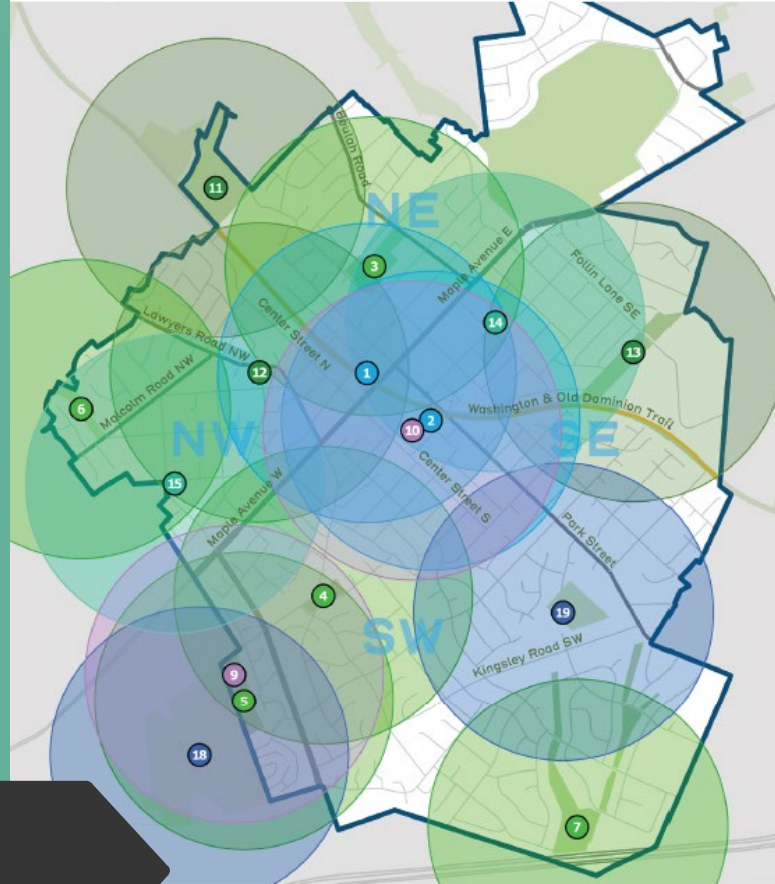 Beulah Road
11
NE
3
Maple Avenue E
Follin Lane SE
Center Street N
14
Lawyers Road NW
13
12
1
Malcolm Road NW
6
Washington & Old Dominion Trail
2
10
NW
SE
Center Street S
15
Maple Avenue W
Park Street
4
19
SW
Kingsley Road SW
9
5
18
7